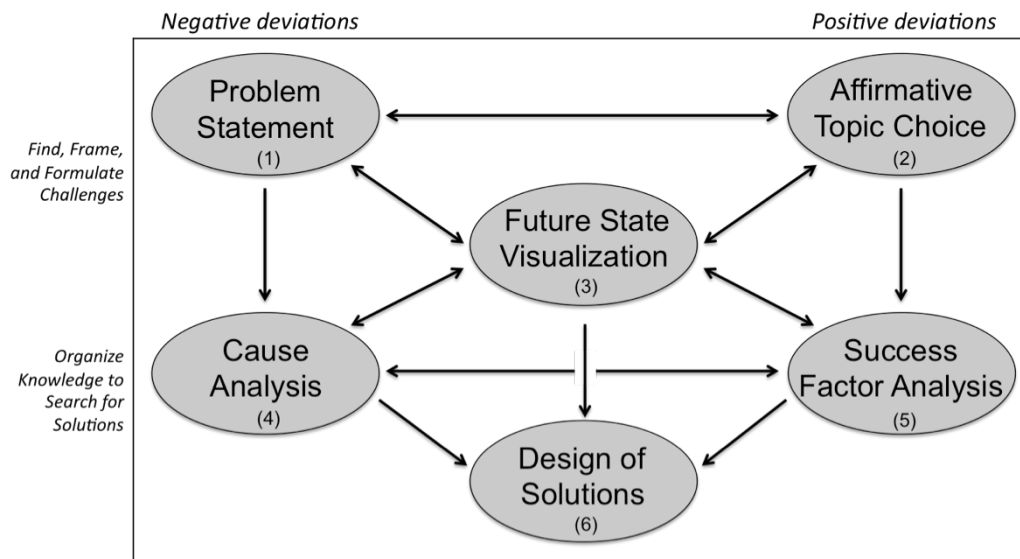 Negative deviations
Positive deviations
Find, Frame,
and Formulate
Challenges
Problem
Statement
(1)
Affirmative
Topic Choice
(2)
Future State
Visualization
(3)
Organize
Knowledge to
Search for
Solutions
Cause
Analysis
(4)
Success
Factor Analysis
(5)
Design of
Solutions
(6)